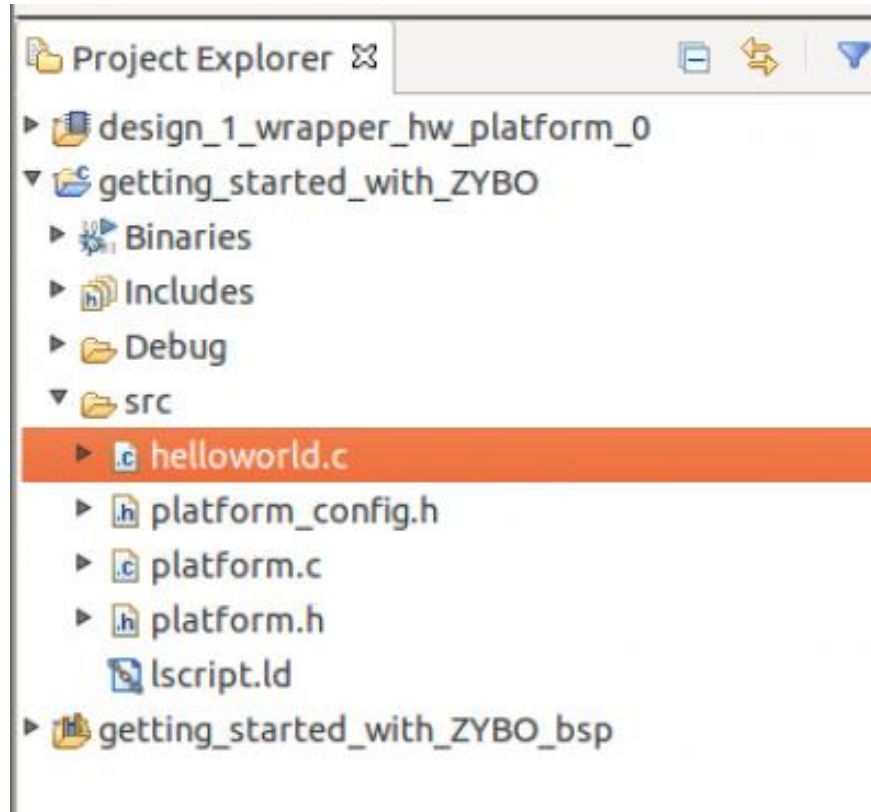 Project Explorer
design_1_wrapper_hw_platform_0
getting_started_with_ZYBO
Binaries
Includes
Debug
src
helloworld.c
platform_config.h
platform.c
platform.h
lscript.ld
getting_started_with_ZYBO_bsp